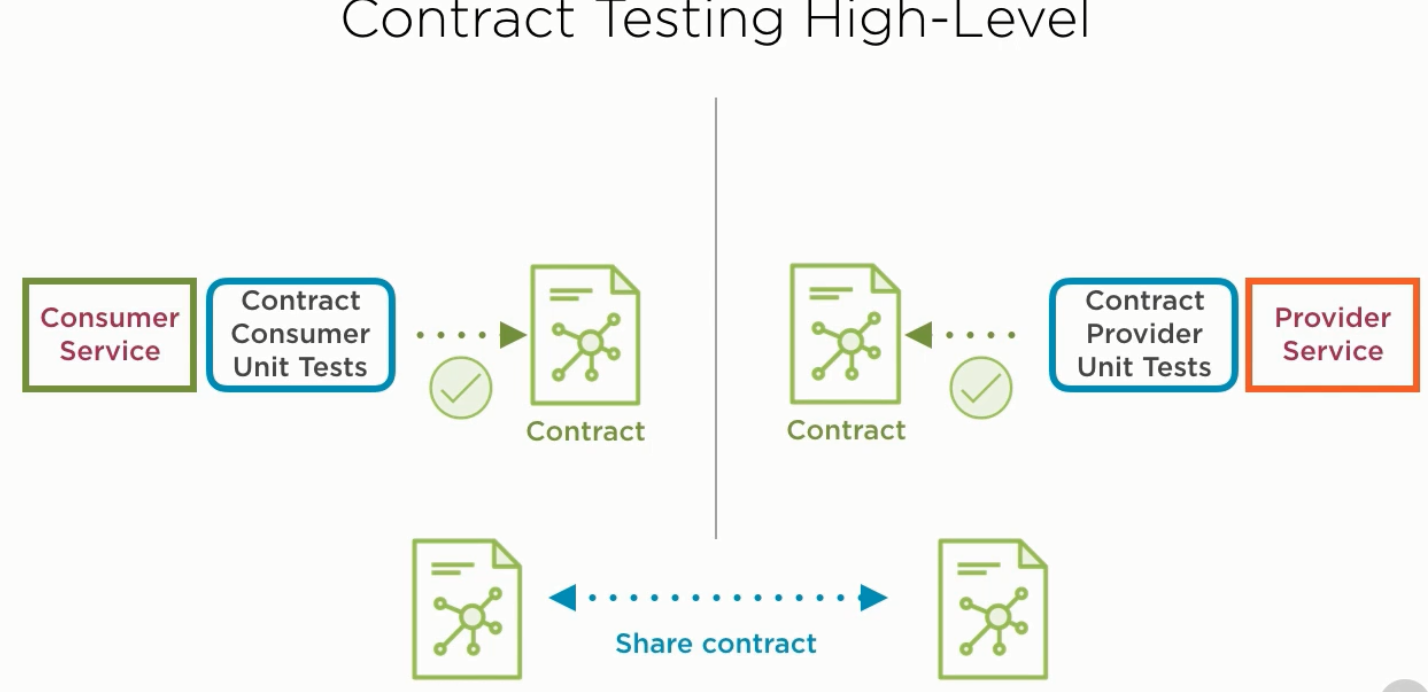 Contract Testing High-Level
Consumer
Service
Contract
Consumer
Unit Tests
Contract
Contract
Contract
Provider
Unit Tests
Provider
Service
Share contract